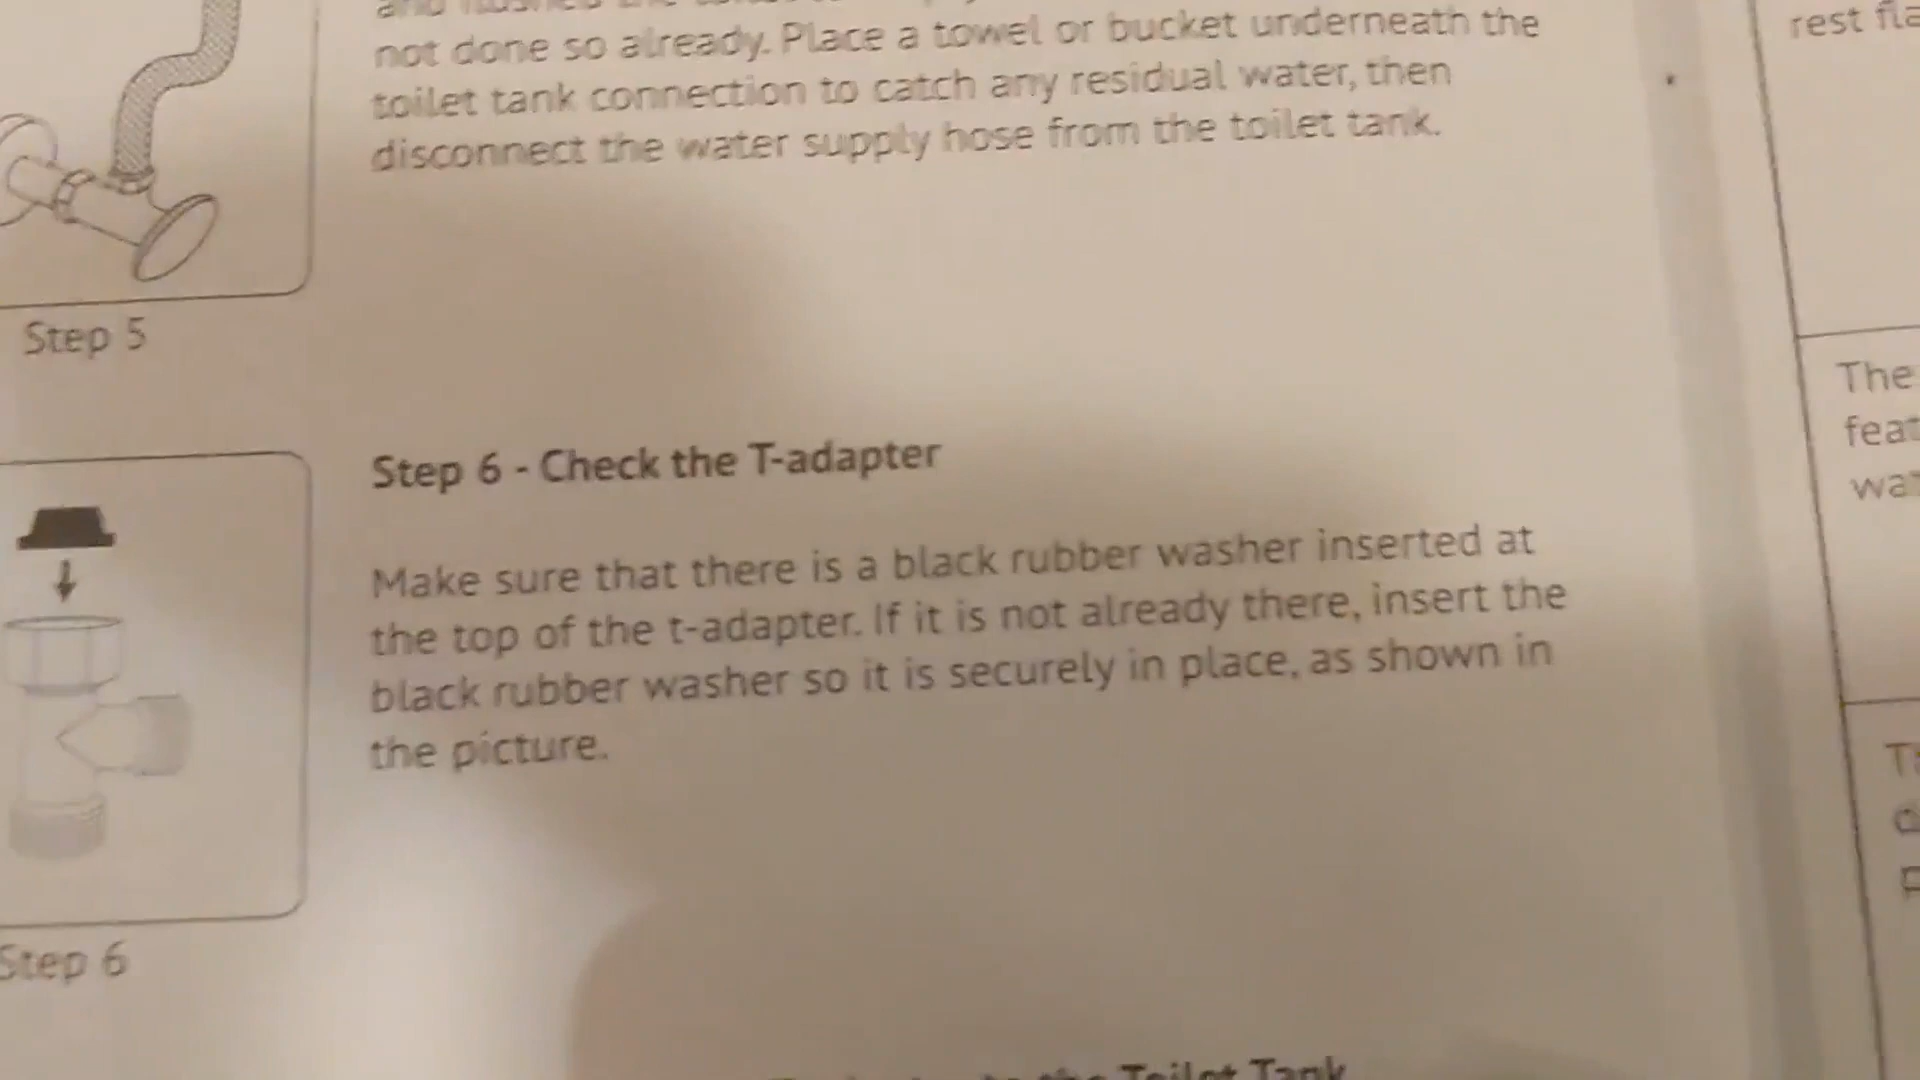 not done so already. Place a towel or bucket underneath the
toilet tank connection to catch any residual water, then
disconnect the water supply hose from the toilet tank.
Step 5
Step 6 - Check the T-adapter
Make sure that there is a black rubber washer inserted at
the top of the t-adapter. If it is not already there, insert the
black rubber washer so it is securely in place, as shown in
the picture.
Step 6
the Toilet Tank
rest
The